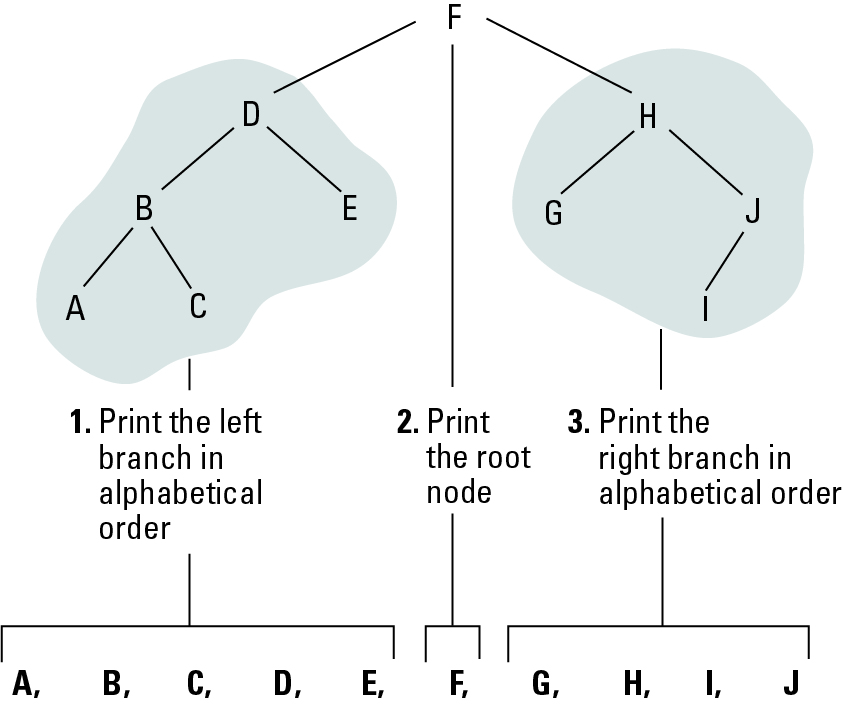 F
D H
B E G J
A C I
1. Print the left
branch in
alphabetical
order
2. Print
the root
node
3. Print the
right branch in
alphabetical order
A, B, C, D, E, F, G, H, I, J